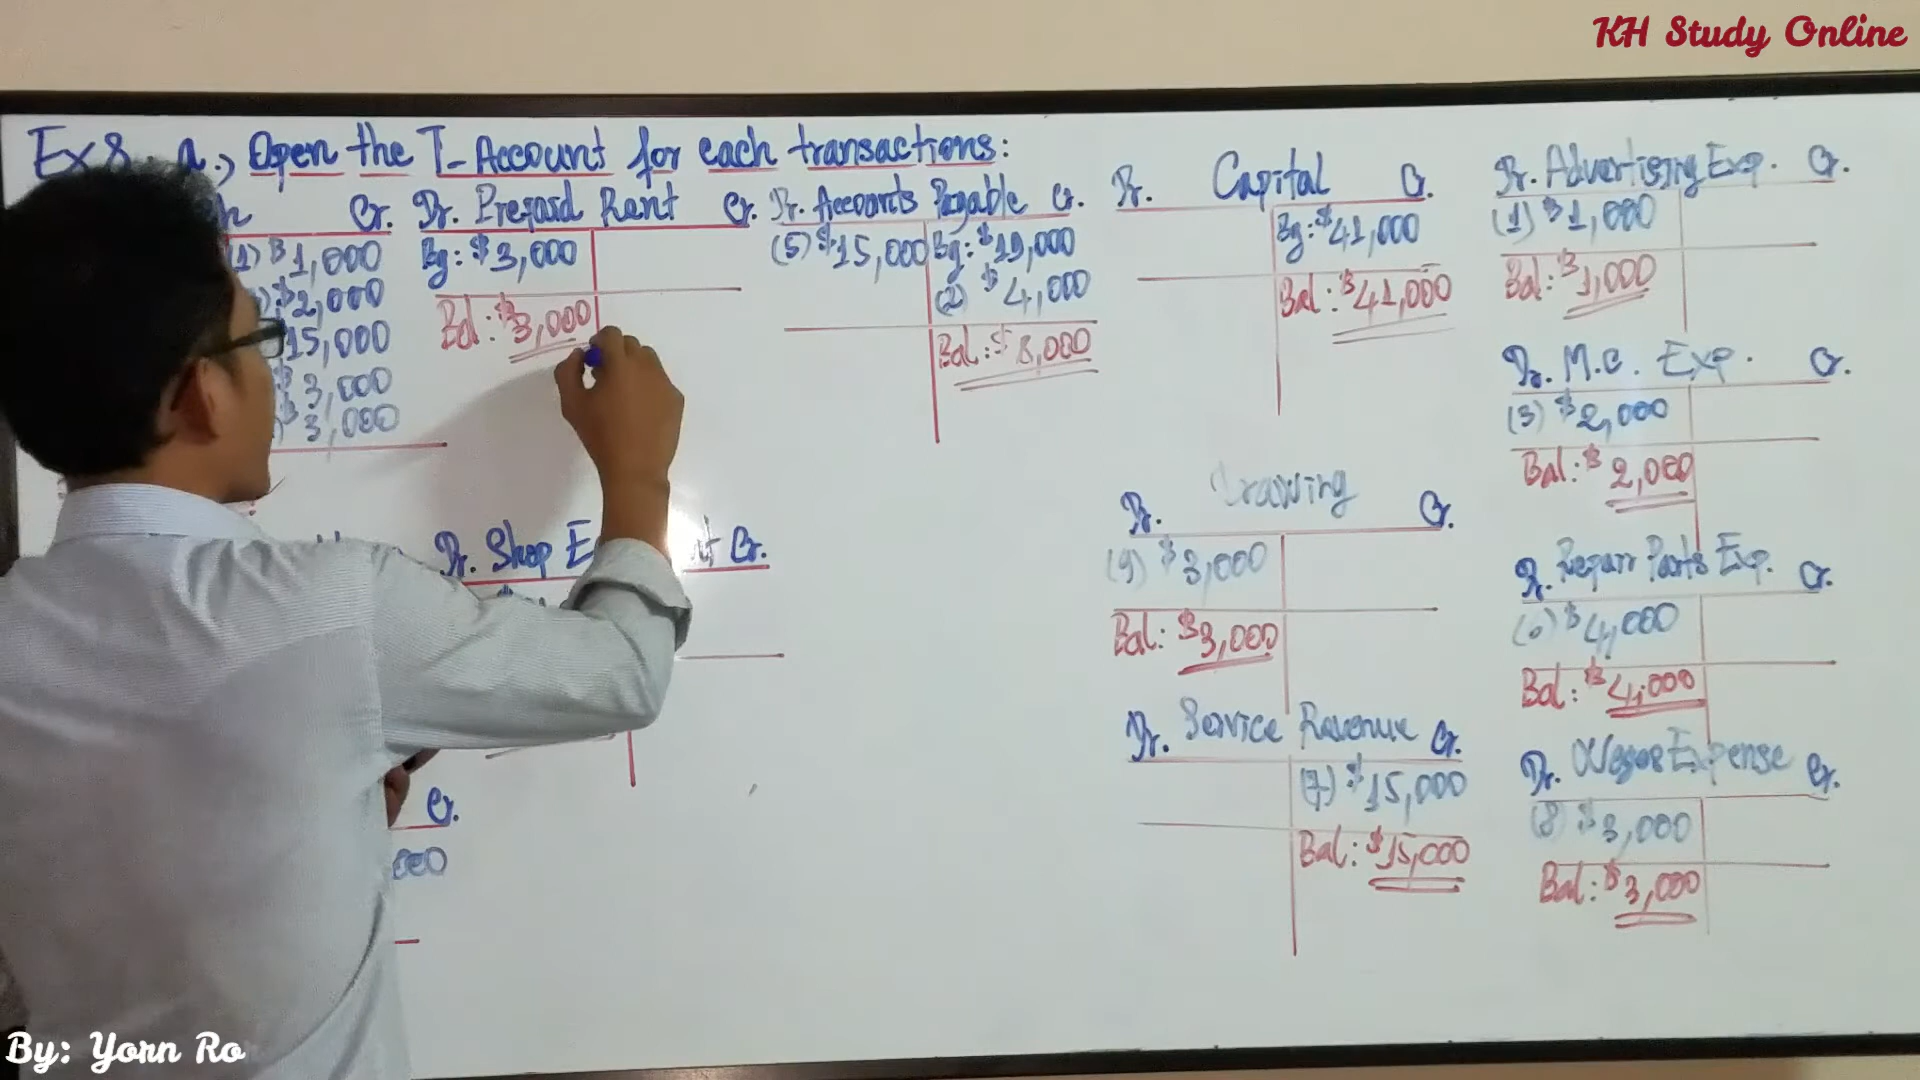 KH Study Online
Ex 8. a., Open the T-Account for each transactions:
Cr.
(1) $1,000
$2,000
15,000
$3,000
$3,000
Dr. Prepaid Rent Cr.
Bg: $3,000
Bal: $3,000
Dr. Accounts Payable Cr.
(5) $15,000 Bg: $19,000
(2) $4,000
Bal: $8,000
Dr. Capital Cr.
Bg: $41,000
Bal: $41,000
Dr. Advertising Exp. Cr.
(1) $1,000
Bal: $1,000
Dr. M.C. Exp. Cr.
(3) $2,000
Bal: $2,000
Dr. Shop Cr.
Dr. Drawing Cr.
(9) $3,000
Bal: $3,000
Dr. Repair Parts Exp. Cr.
(6) $4,000
Bal: $4,000
Dr. Service Revenue Cr.
(7) $15,000
Bal: $15,000
Dr. Wages Expense Cr.
(8) $3,000
Bal: $3,000
Cr.
By: Yorn Ro